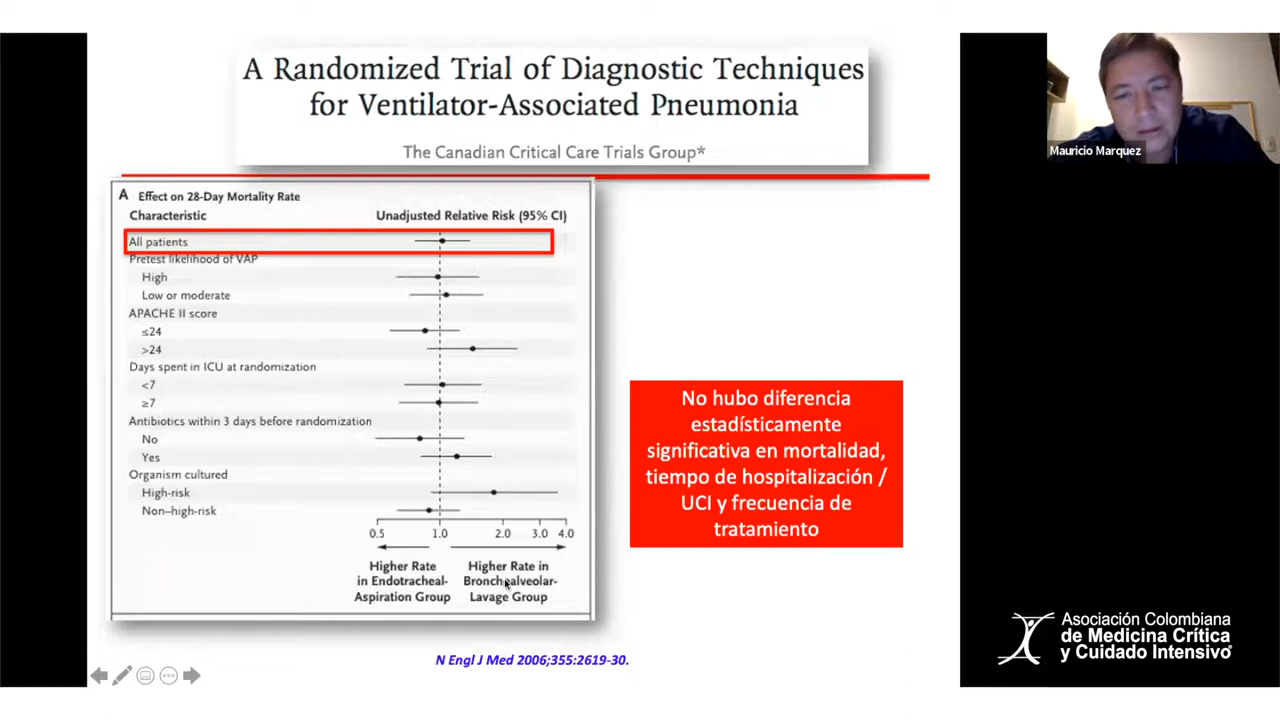 A Randomized Trial of Diagnostic Techniques
for Ventilator-Associated Pneumonia
The Canadian Critical Care Trials Group*
Mauricio Marquez
A Effect on 28-Day Mortality Rate
Characteristic Unadjusted Relative Risk (95% CI)
All patients
Pretest likelihood of VAP
High
Low or moderate
APACHE II score
≤24
>24
Days spent in ICU at randomization
<7
≥7
Antibiotics within 3 days before randomization
No
Yes
Organism cultured
High-risk
Non–high-risk
0.5 1.0 2.0 3.0 4.0
Higher Rate
in Endotracheal-
Aspiration Group
Higher Rate in
Bronchoalveolar-
Lavage Group
No hubo diferencia
estadísticamente
significativa en mortalidad,
tiempo de hospitalización /
UCI y frecuencia de
tratamiento
N Engl J Med 2006;355:2619-30.
Asociación Colombiana
de Medicina Crítica
y Cuidado Intensivo